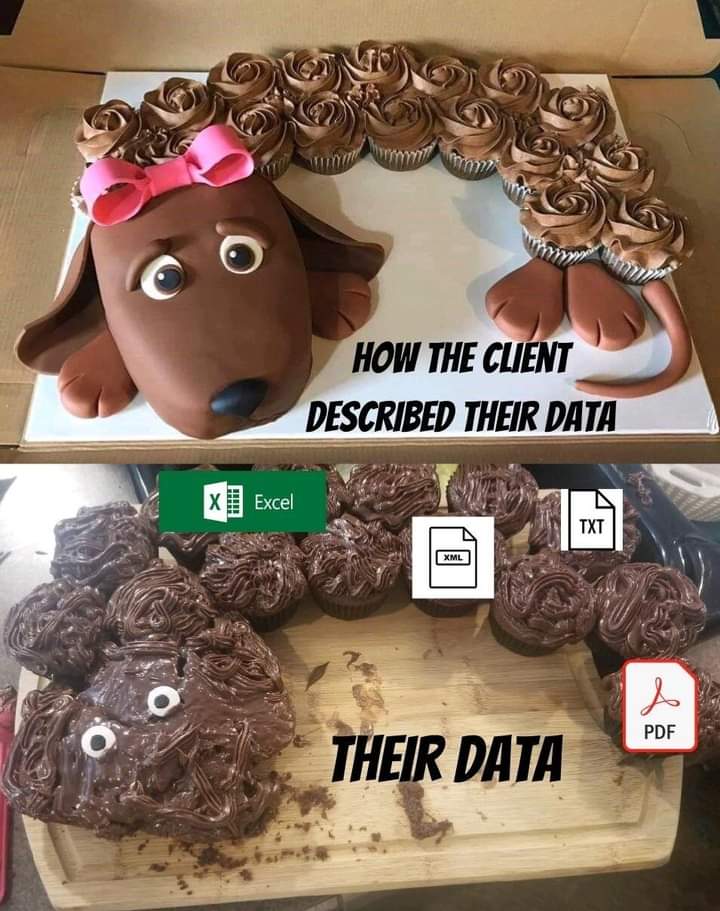 HOW THE CLIENT
DESCRIBED THEIR DATA
X Excel
TXT
XML
PDF
THEIR DATA